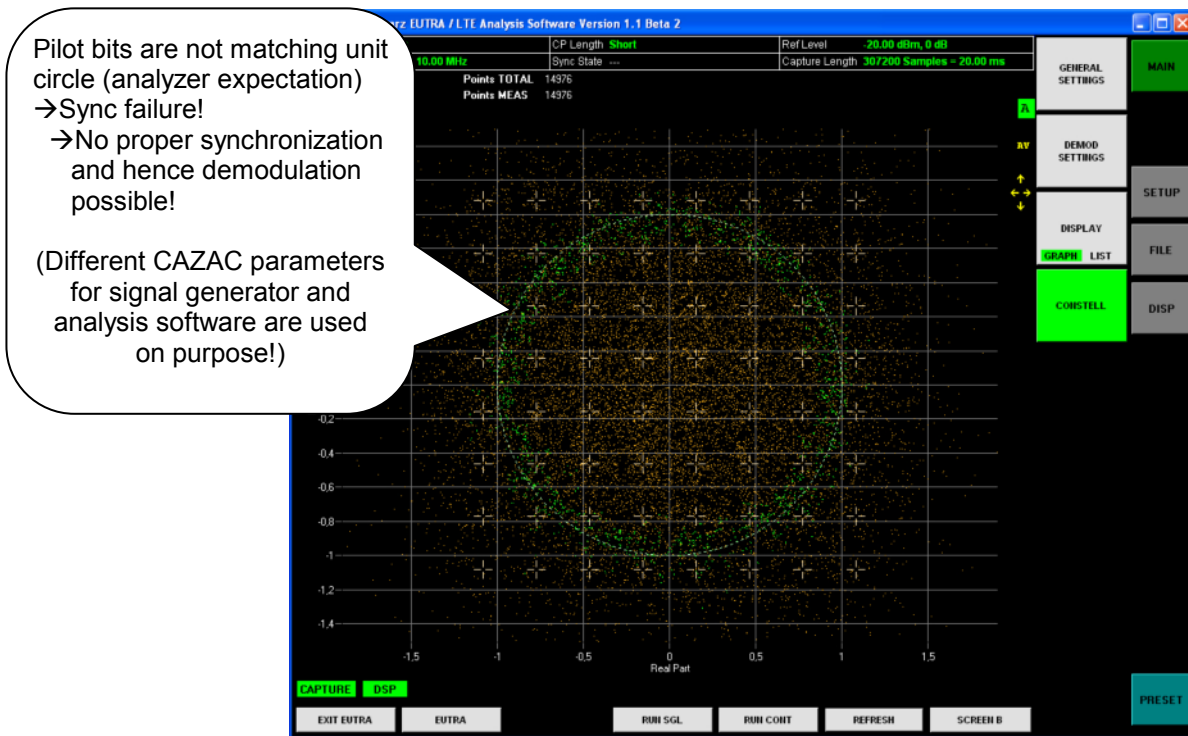 Pilot bits are not matching unit
circle (analyzer expectation)
→Sync failure!
→No proper synchronization
and hence demodulation
possible!
(Different CAZAC parameters
for signal generator and
analysis software are used
on purpose!)
EUTRA / LTE Analysis Software Version 1.1 Beta 2
CP Length Short
Ref Level -20.00 dBm, 0 dB
10.00 MHz
Sync State ---
Capture Length 307200 Samples = 20.00 ms
Points TOTAL 14976
Points MEAS 14976
A
AV
GENERAL
SETTINGS
DEMOD
SETTINGS
DISPLAY
GRAPH LIST
CONSTELL
MAIN
SETUP
FILE
DISP
PRESET
-0,2
-0,4
-0,6
-0,8
-1
-1,2
-1,4
-1,5 -1 -0,5 0 0,5 1 1,5
Real Part
CAPTURE DSP
EXIT EUTRA EUTRA RUN SGL RUN CONT REFRESH SCREEN B